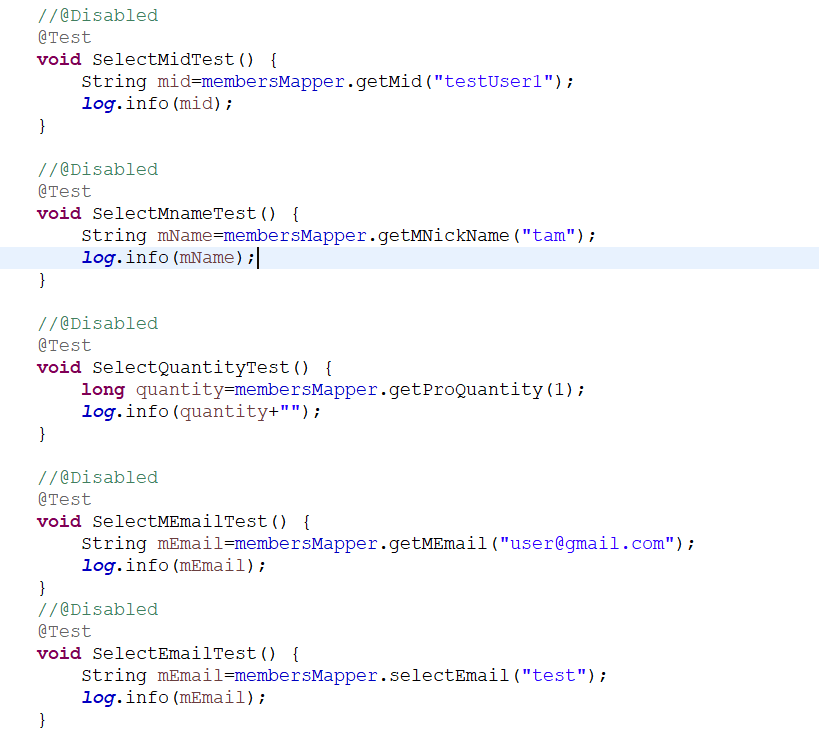 //@Disabled
@Test
void SelectMidTest() {
    String mid=membersMapper.getMid("testUser1");
    log.info(mid);
}

//@Disabled
@Test
void SelectMnameTest() {
    String mName=membersMapper.getMNickName("tam");
    log.info(mName);
}

//@Disabled
@Test
void SelectQuantityTest() {
    long quantity=membersMapper.getProQuantity(1);
    log.info(quantity+"");
}

//@Disabled
@Test
void SelectMEmailTest() {
    String mEmail=membersMapper.getMEmail("user@gmail.com");
    log.info(mEmail);
}
//@Disabled
@Test
void SelectEmailTest() {
    String mEmail=membersMapper.selectEmail("test");
    log.info(mEmail);
}